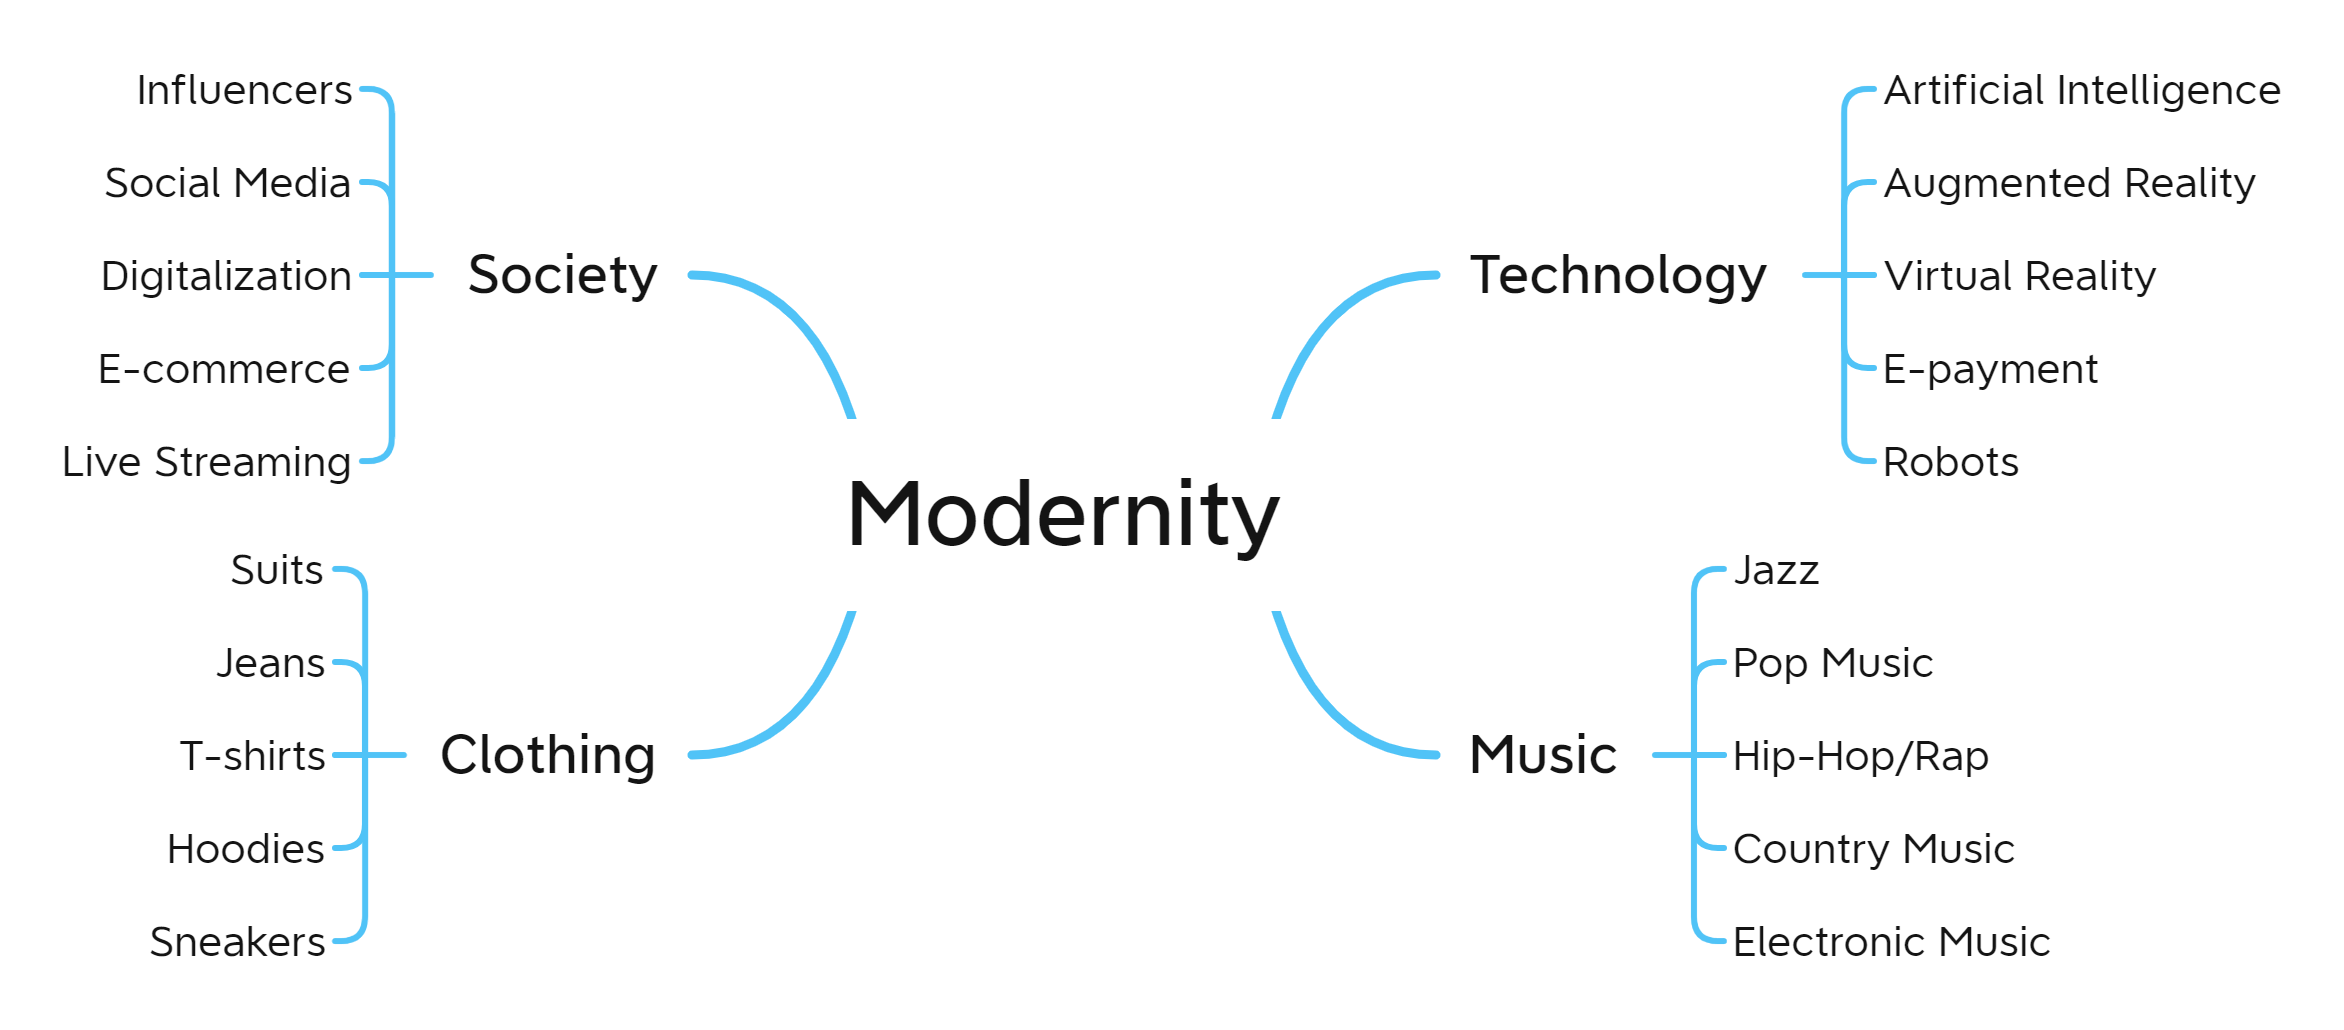 Modernity
Society
Influencers
Social Media
Digitalization
E-commerce
Live Streaming
Clothing
Suits
Jeans
T-shirts
Hoodies
Sneakers
Technology
Artificial Intelligence
Augmented Reality
Virtual Reality
E-payment
Robots
Music
Jazz
Pop Music
Hip-Hop/Rap
Country Music
Electronic Music